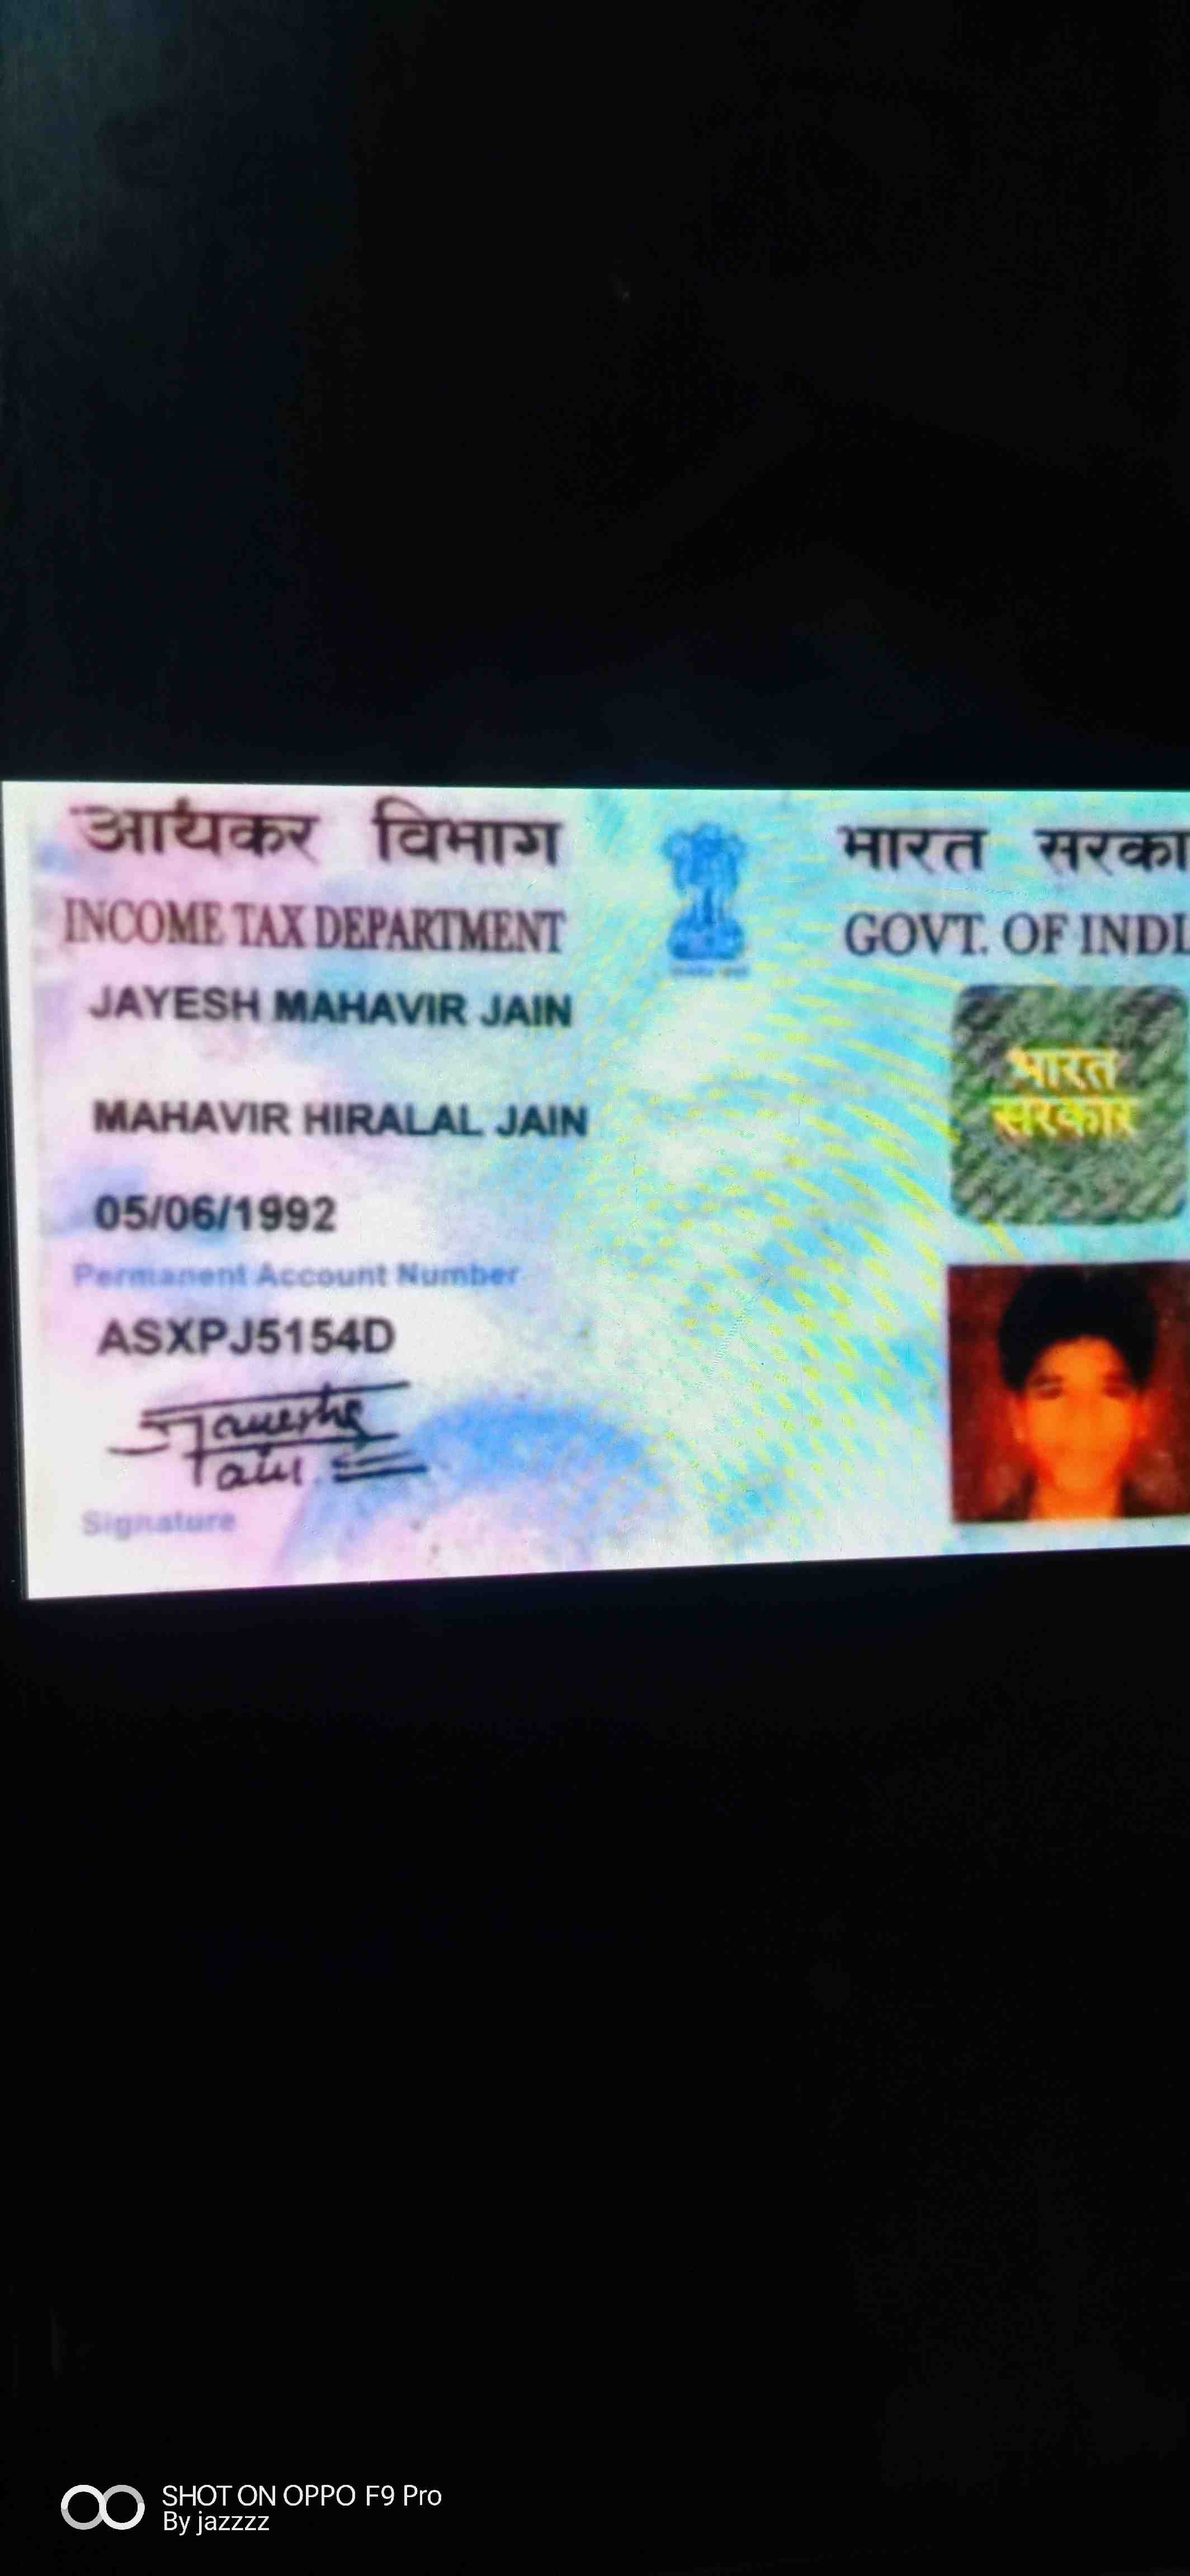 आयकर विभाग
INCOME TAX DEPARTMENT
भारत सरका
GOVT. OF INDI
JAYESH MAHAVIR JAIN
MAHAVIR HIRALAL JAIN
05/06/1992
Permanent Account Number
ASXPJ5154D
Jain
Signature
भारत
सरकार
SHOT ON OPPO F9 Pro
By jazzzz